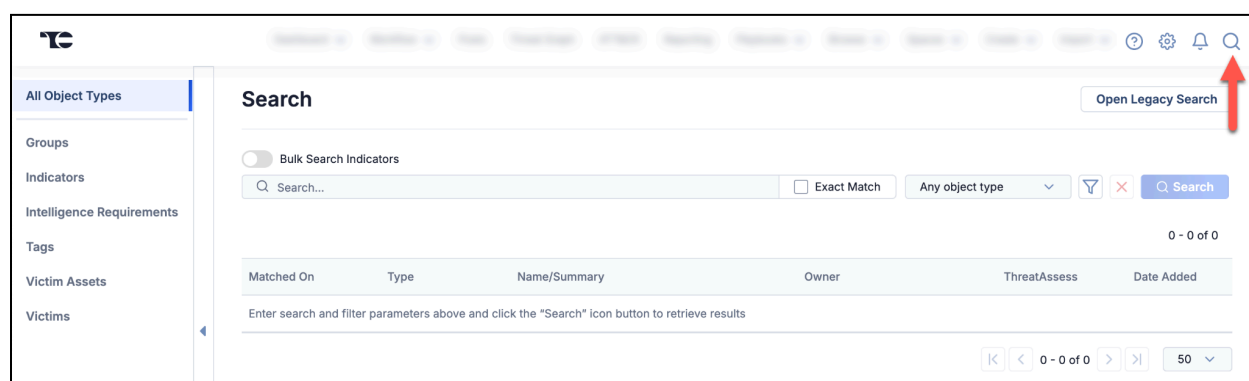 TC
All Object Types
Groups
Indicators
Intelligence Requirements
Tags
Victim Assets
Victims
Search
Open Legacy Search
Bulk Search Indicators
Search...
Exact Match
Any object type
Search
0 - 0 of 0
Matched On Type Name/Summary Owner ThreatAssess Date Added
Enter search and filter parameters above and click the “Search” icon button to retrieve results
0 - 0 of 0
50